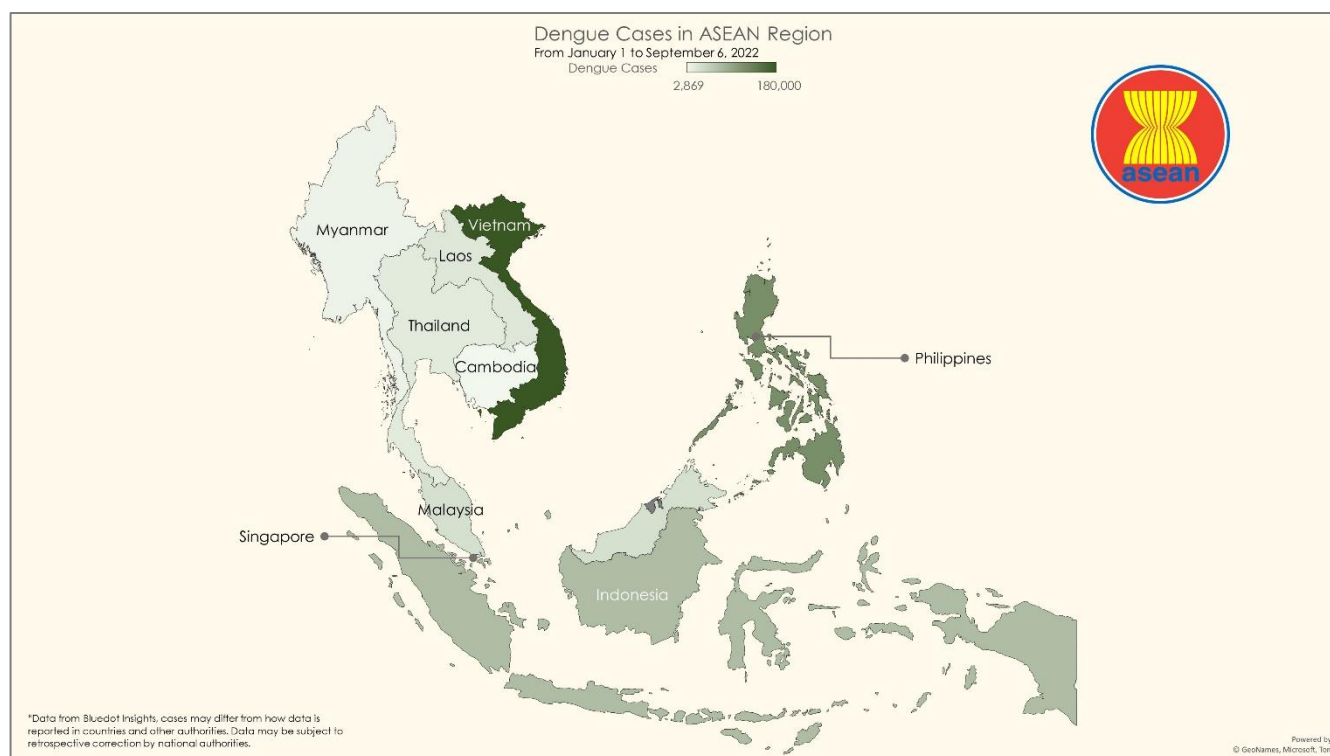 Dengue Cases in ASEAN Region
From January 1 to September 6, 2022
Dengue Cases
2,869 180,000
asean
Myanmar
Vietnam
Laos
Thailand
Cambodia
Philippines
Malaysia
Singapore
Indonesia
*Data from Bluedot Insights, cases may differ from how data is
reported in countries and other authorities. Data may be subject to
retrospective correction by national authorities.
Powered by
© GeoNames, Microsoft, Tom